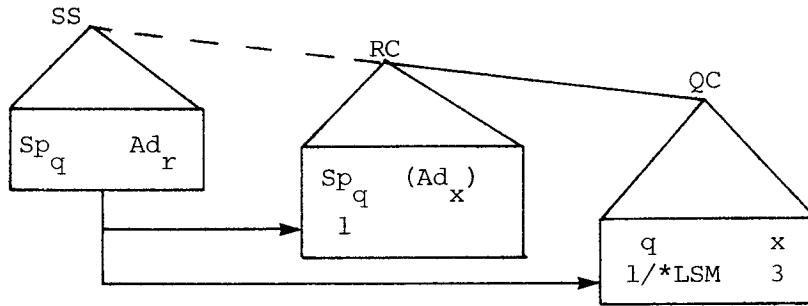 SS
RC
QC
Sp_q Ad_r
Sp_q (Ad_x)
1
q x
1/*LSM 3